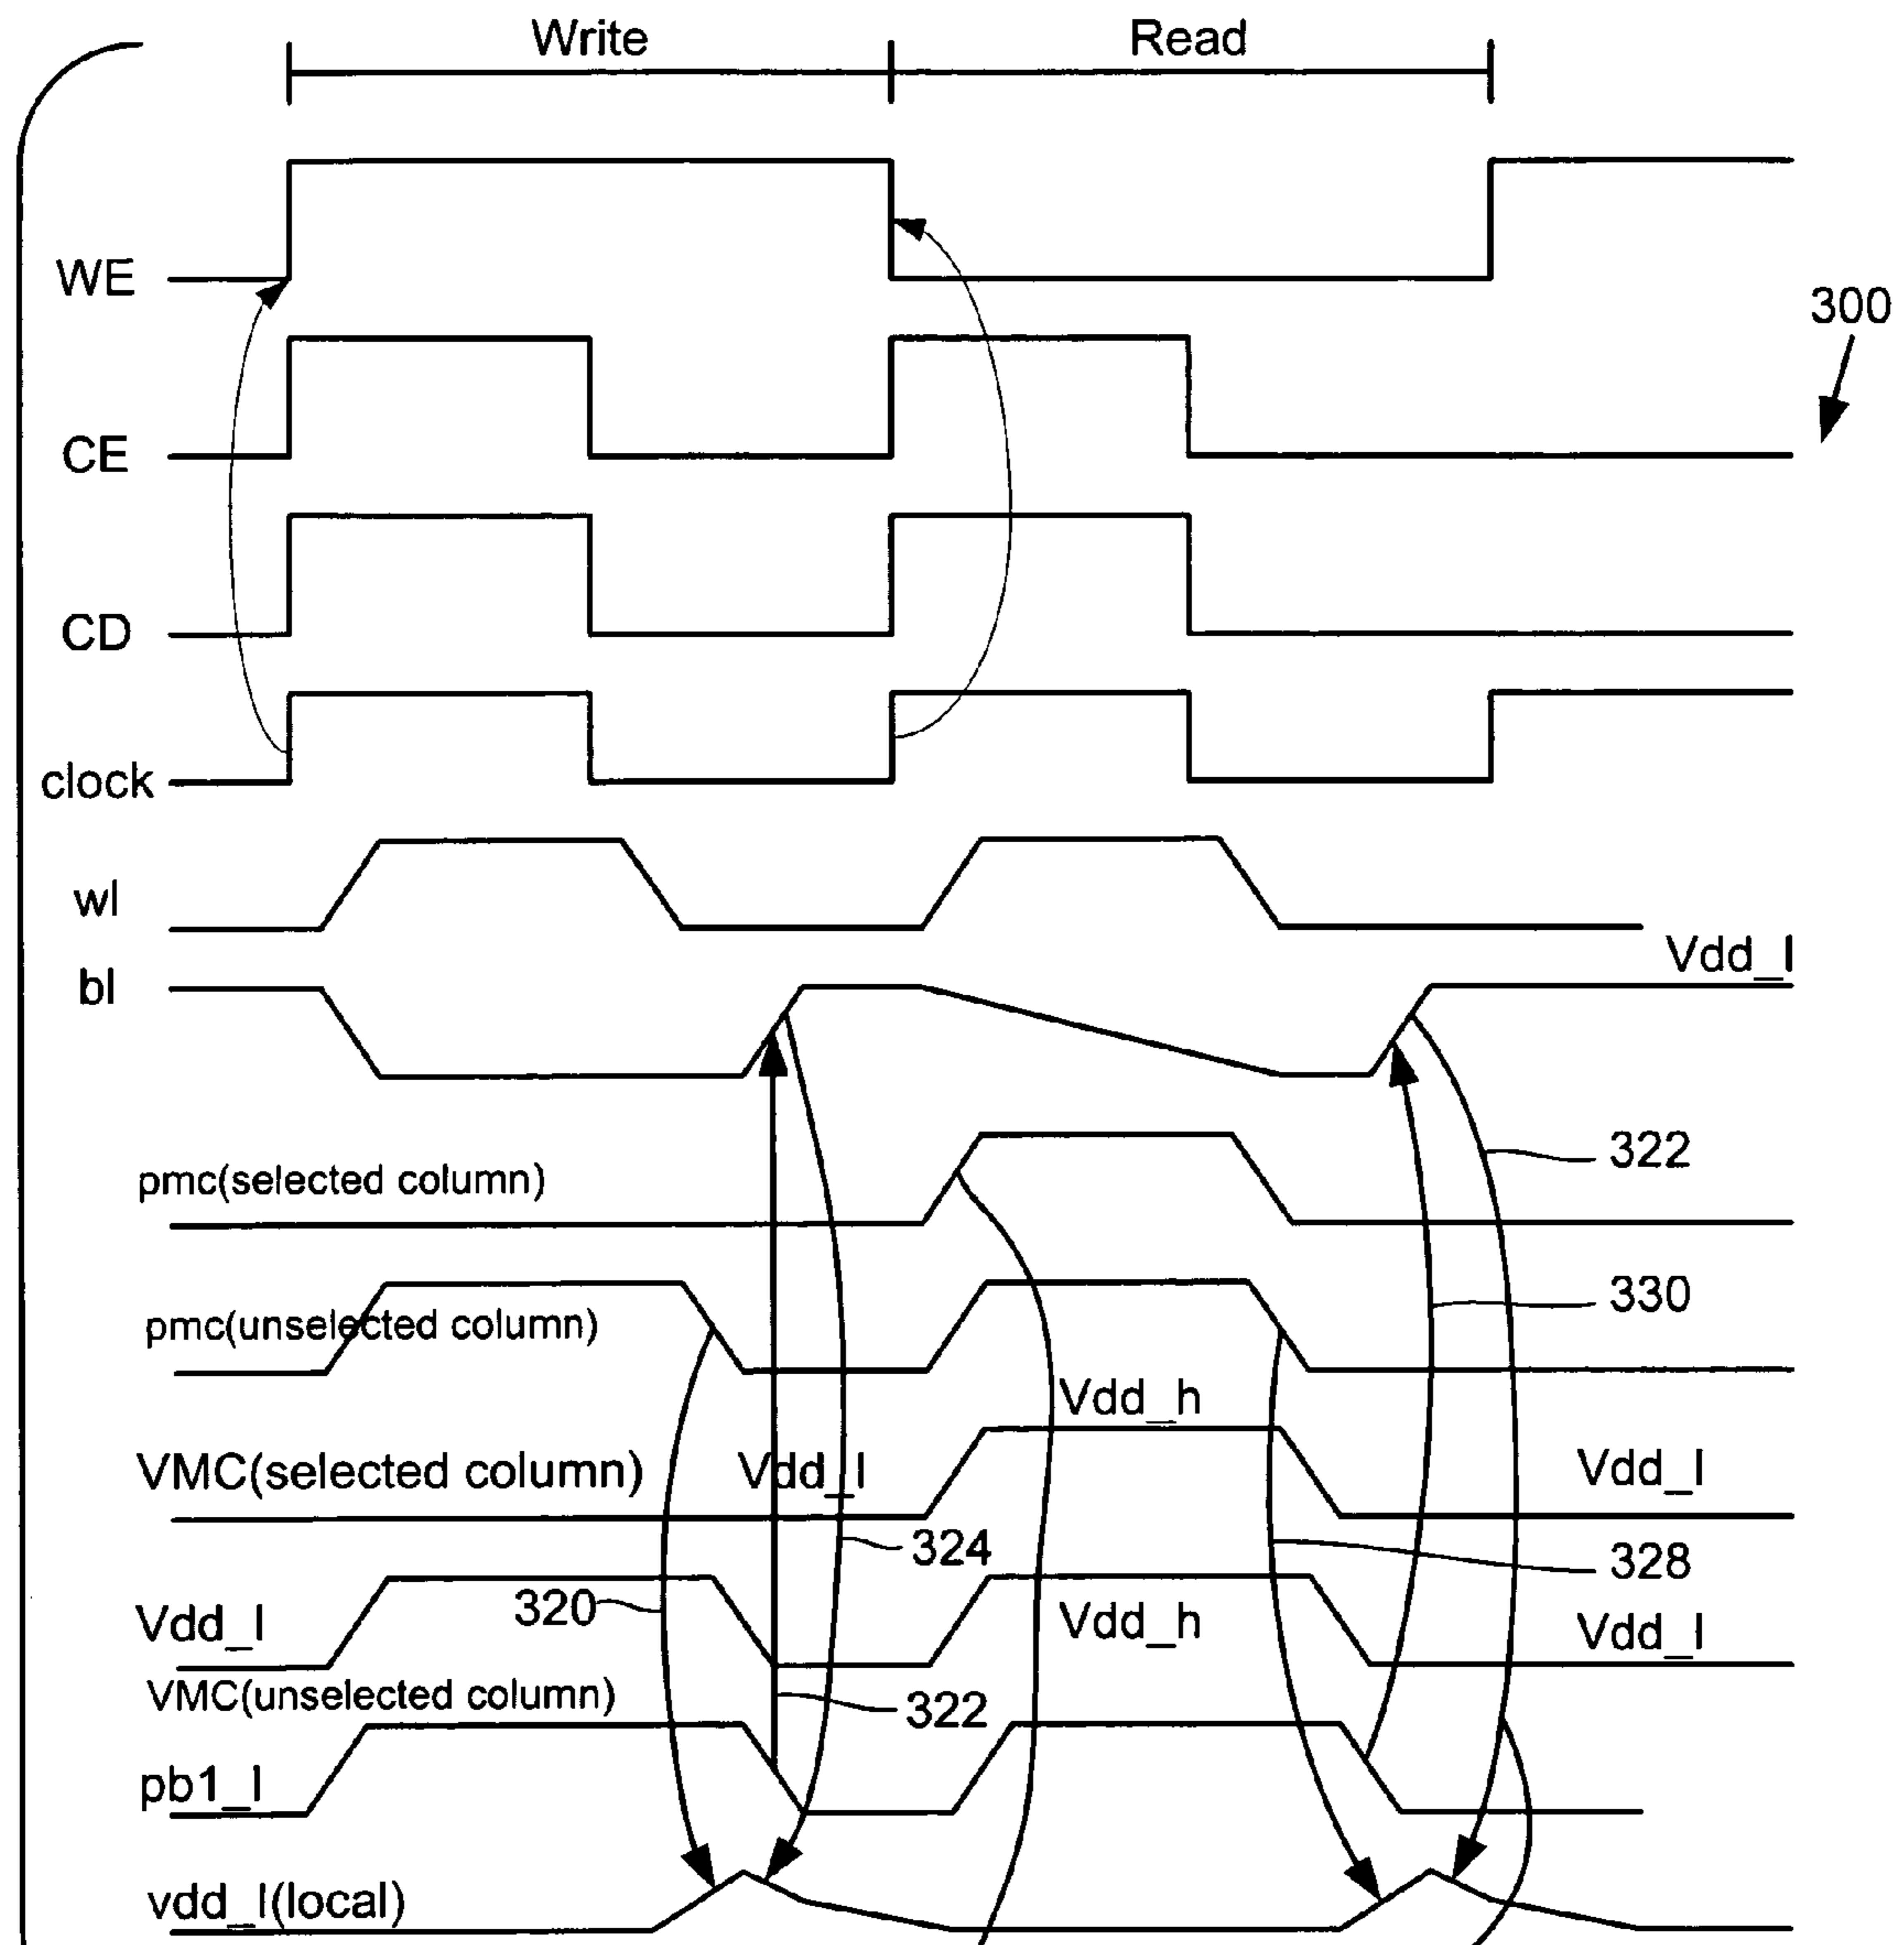 Write Read
WE
300
CE
CD
clock
wl
Vdd_l
bl
322
pmc(selected column)
330
pmc(unselected column)
Vdd_h
VMC(selected column) Vdd_l Vdd_l
324
328
320
Vdd_l Vdd_h Vdd_l
VMC(unselected column)
322
pb1_l
vdd_l(local)